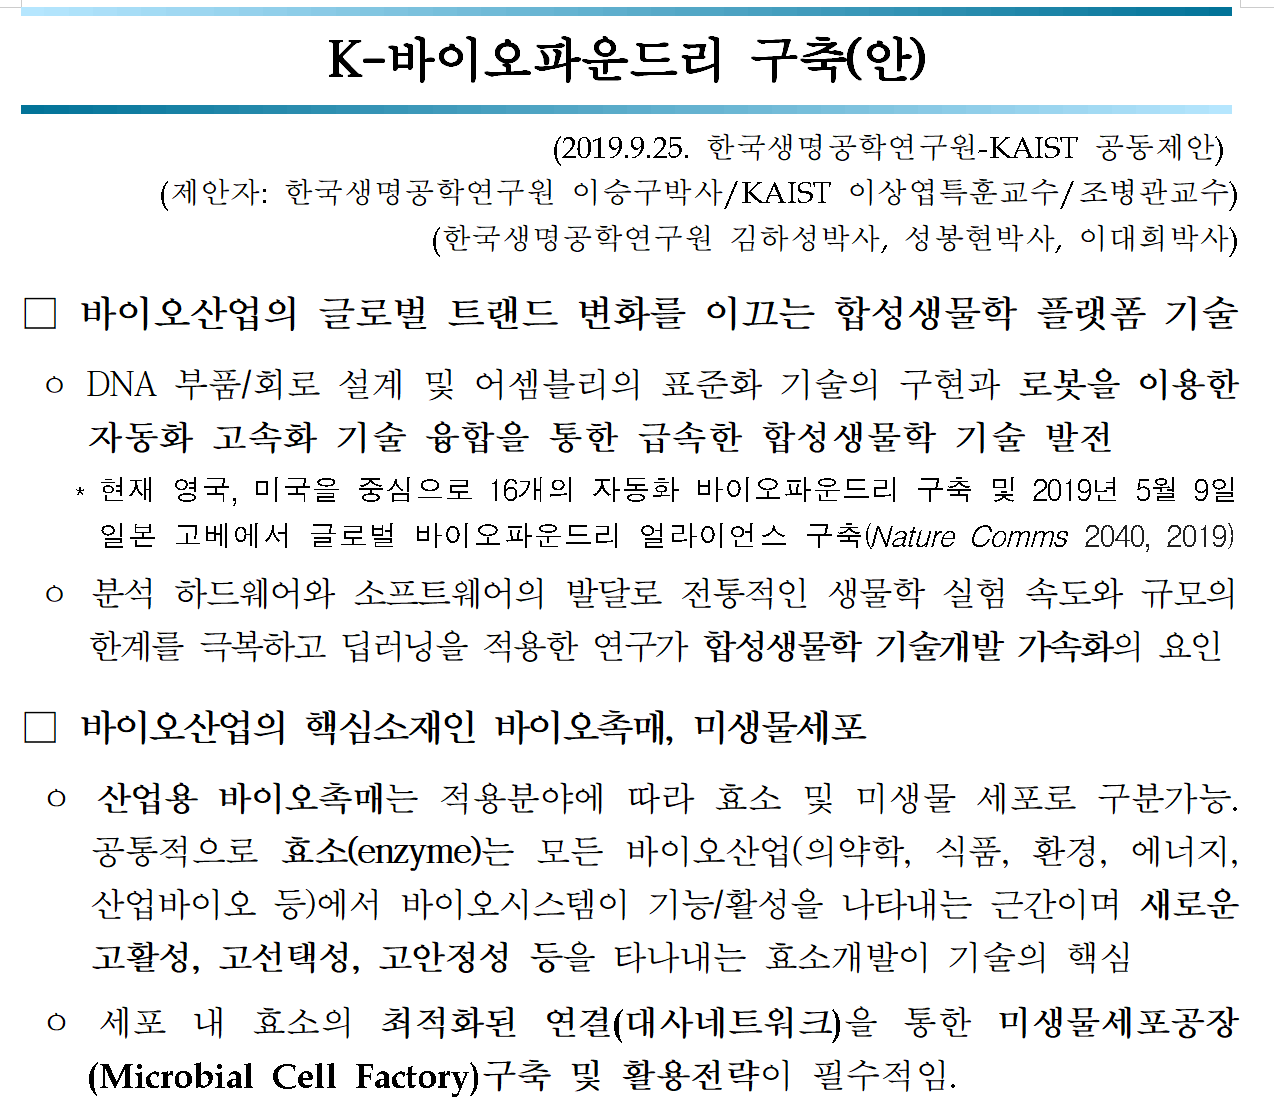 K-바이오파운드리 구축(안)
(2019.9.25. 한국생명공학연구원-KAIST 공동제안)
(제안자: 한국생명공학연구원 이승구박사/KAIST 이상엽특훈교수/조병관교수)
(한국생명공학연구원 김하성박사, 성봉현박사, 이대희박사)
□ 바이오산업의 글로벌 트랜드 변화를 이끄는 합성생물학 플랫폼 기술
ㅇ DNA 부품/회로 설계 및 어셈블리의 표준화 기술의 구현과 로봇을 이용한
자동화 고속화 기술 융합을 통한 급속한 합성생물학 기술 발전
* 현재 영국, 미국을 중심으로 16개의 자동화 바이오파운드리 구축 및 2019년 5월 9일
일본 고베에서 글로벌 바이오파운드리 얼라이언스 구축(Nature Comms 2040, 2019)
ㅇ 분석 하드웨어와 소프트웨어의 발달로 전통적인 생물학 실험 속도와 규모의
한계를 극복하고 딥러닝을 적용한 연구가 합성생물학 기술개발 가속화의 요인
□ 바이오산업의 핵심소재인 바이오촉매, 미생물세포
ㅇ 산업용 바이오촉매는 적용분야에 따라 효소 및 미생물 세포로 구분가능.
공통적으로 효소(enzyme)는 모든 바이오산업(의약학, 식품, 환경, 에너지,
산업바이오 등)에서 바이오시스템이 기능/활성을 나타내는 근간이며 새로운
고활성, 고선택성, 고안정성 등을 타나내는 효소개발이 기술의 핵심
ㅇ 세포 내 효소의 최적화된 연결(대사네트워크)을 통한 미생물세포공장
(Microbial Cell Factory)구축 및 활용전략이 필수적임.